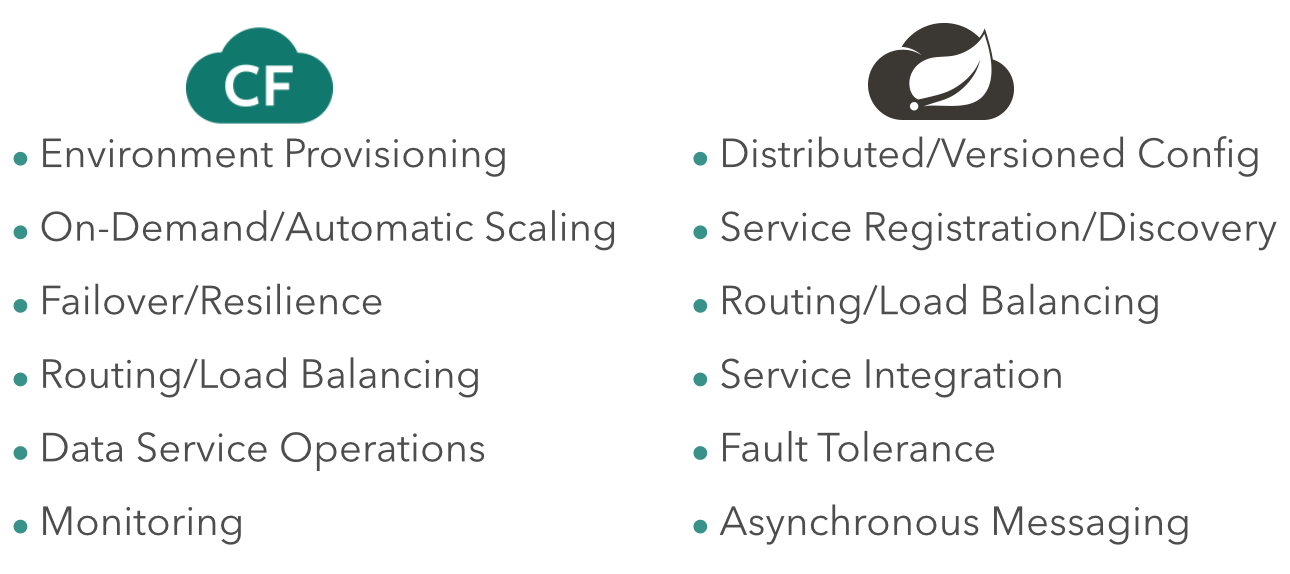 CF
• Environment Provisioning
• On-Demand/Automatic Scaling
• Failover/Resilience
• Routing/Load Balancing
• Data Service Operations
• Monitoring
• Distributed/Versioned Config
• Service Registration/Discovery
• Routing/Load Balancing
• Service Integration
• Fault Tolerance
• Asynchronous Messaging